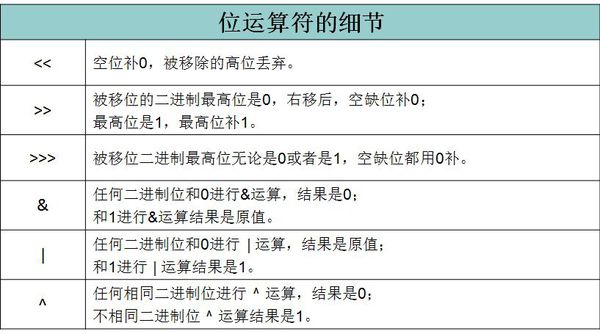 位运算符的细节
<< 空位补0，被移除的高位丢弃。
>> 被移位的二进制最高位是0，右移后，空缺位补0；
最高位是1，最高位补1。
>>> 被移位二进制最高位无论是0或者是1，空缺位都用0补。
& 任何二进制位和0进行&运算，结果是0；
和1进行&运算结果是原值。
| 任何二进制位和0进行 | 运算，结果是原值；
和1进行 | 运算结果是1。
^ 任何相同二进制位进行 ^ 运算，结果是0；
不相同二进制位 ^ 运算结果是1。